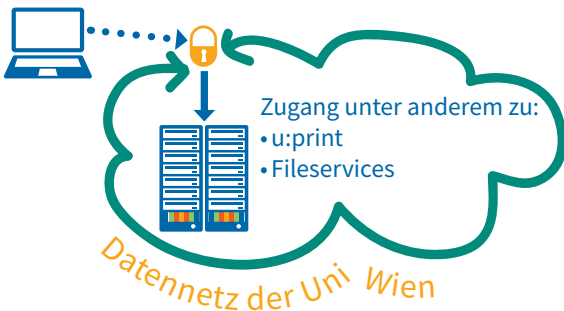 Zugang unter anderem zu:
• u:print
• Fileservices
Datennetz der Uni Wien